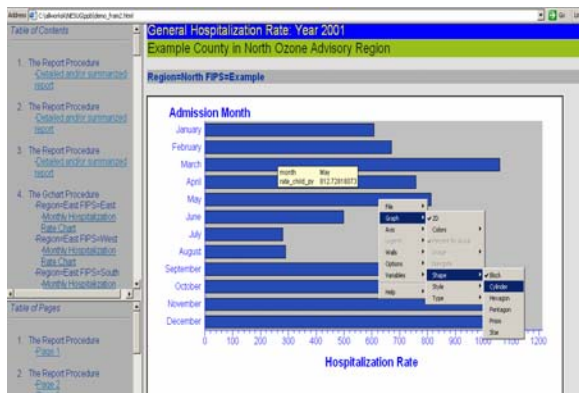 Address
demo_fram2.html
Go
Table of Contents
1. The Report Procedure
-Detailed and/or summarized
report
2. The Report Procedure
-Detailed and/or summarized
report
3. The Report Procedure
-Detailed and/or summarized
report
4. The Gchart Procedure
-Region=East FIPS=East
-Monthly Hospitalization
Rate Chart
-Region=East FIPS=West
-Monthly Hospitalization
Rate Chart
-Region=East FIPS=South
-Monthly Hospitalization
Table of Pages
1. The Report Procedure
-Page 1
2. The Report Procedure
-Page 2
General Hospitalization Rate: Year 2001
Example County in North Ozone Advisory Region
Region=North FIPS=Example
Admission Month
January
February
March
April
May
June
July
August
September
October
November
December
month May
rate_child_py 812.72818073
File
Graph
Axis
Legend
Walls
Options
Variables
Help
2D
Colors
Shape
Style
Type
Block
Cylinder
Hexagon
Pentagon
Prism
Star
0 100 200 300 400 500 600 700 800 900 1000 1100 1200
Hospitalization Rate